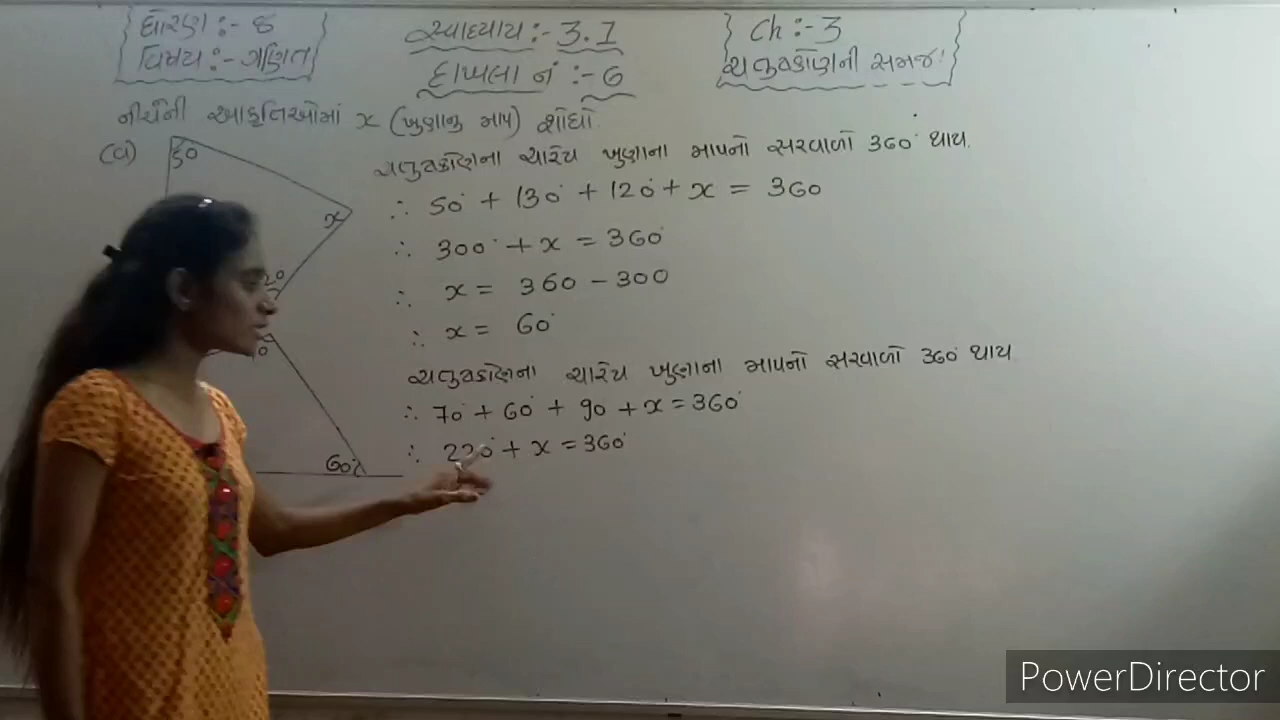 ધોરણ :- 8
વિષય :- ગણિત
સ્વાધ્યાય :- 3.1
દાખલા નં :- 6
Ch :- 3
ચતુષ્કોણની સમજ
નીચેની આકૃતિઓમાં x (ખુણાનુ માપ) શોધો.
(a) 50
x
20
60
ચતુષ્કોણના ચારેય ખુણાના માપનો સરવાળો 360° થાય.
∴ 50° + 130° + 120° + x = 360
∴ 300° + x = 360°
∴ x = 360 - 300
∴ x = 60°
ચતુષ્કોણના ચારેય ખુણાના માપનો સરવાળો 360° થાય
∴ 70° + 60° + 90 + x = 360°
∴ 220° + x = 360°
PowerDirector